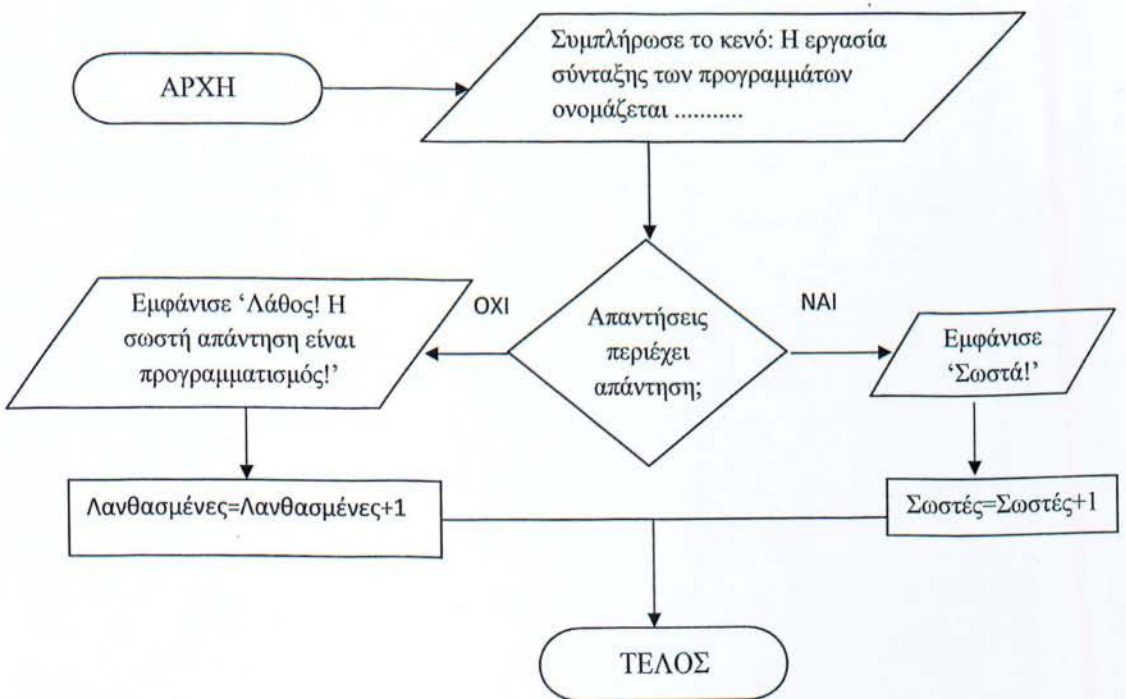 ΑΡΧΗ
Συμπλήρωσε το κενό: Η εργασία
σύνταξης των προγραμμάτων
ονομάζεται ...........
Απαντήσεις
περιέχει
απάντηση;
ΟΧΙ
ΝΑΙ
Εμφάνισε ‘Λάθος! Η
σωστή απάντηση είναι
προγραμματισμός!’
Εμφάνισε
‘Σωστά!’
Λανθασμένες=Λανθασμένες+1
Σωστές=Σωστές+1
ΤΕΛΟΣ